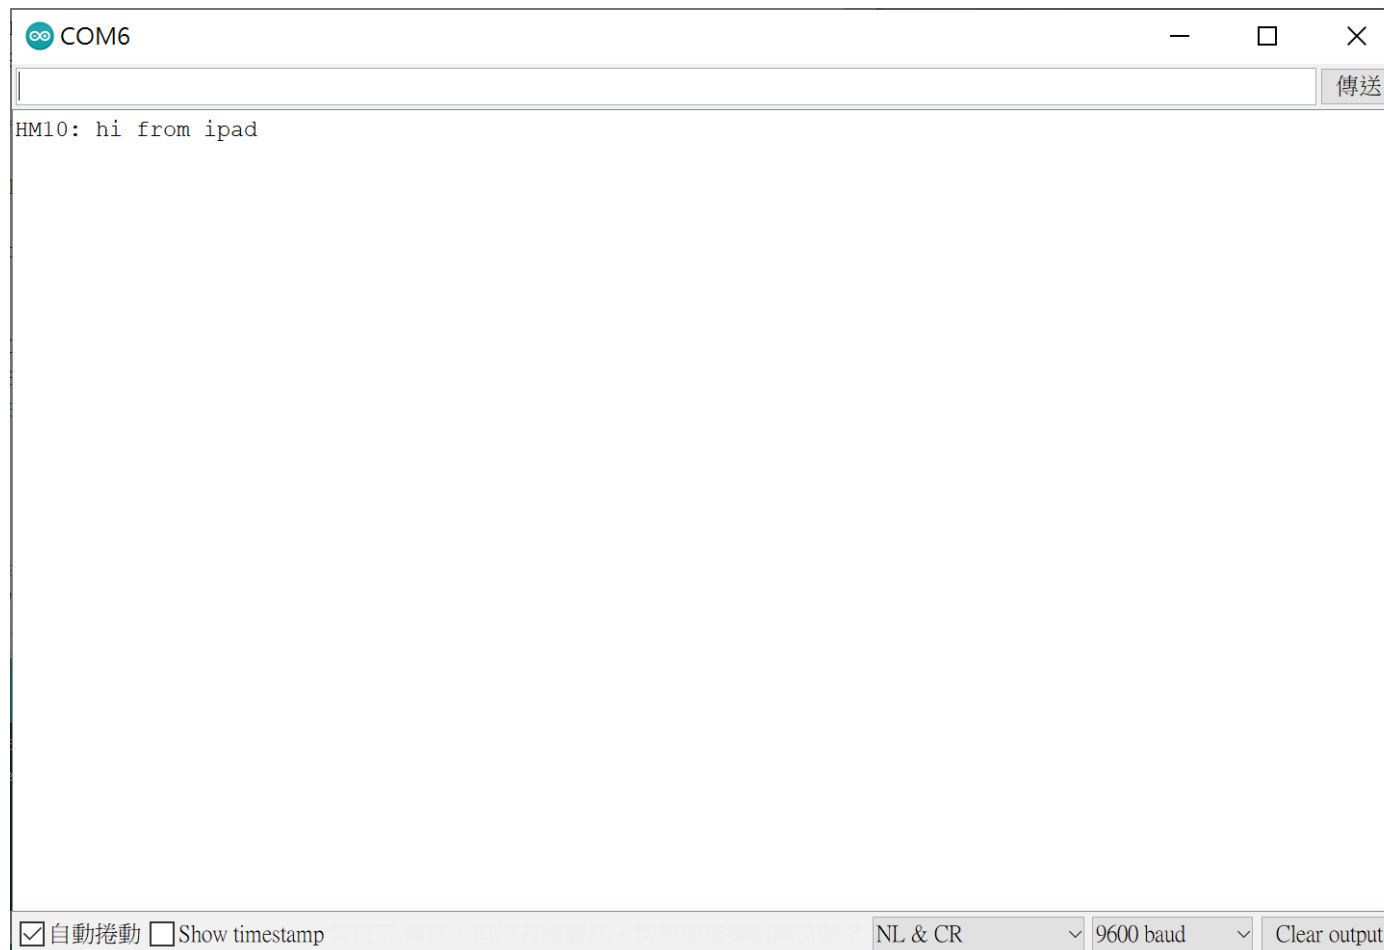 COM6
傳送
HM10: hi from ipad
自動捲動 Show timestamp NL & CR 9600 baud Clear output